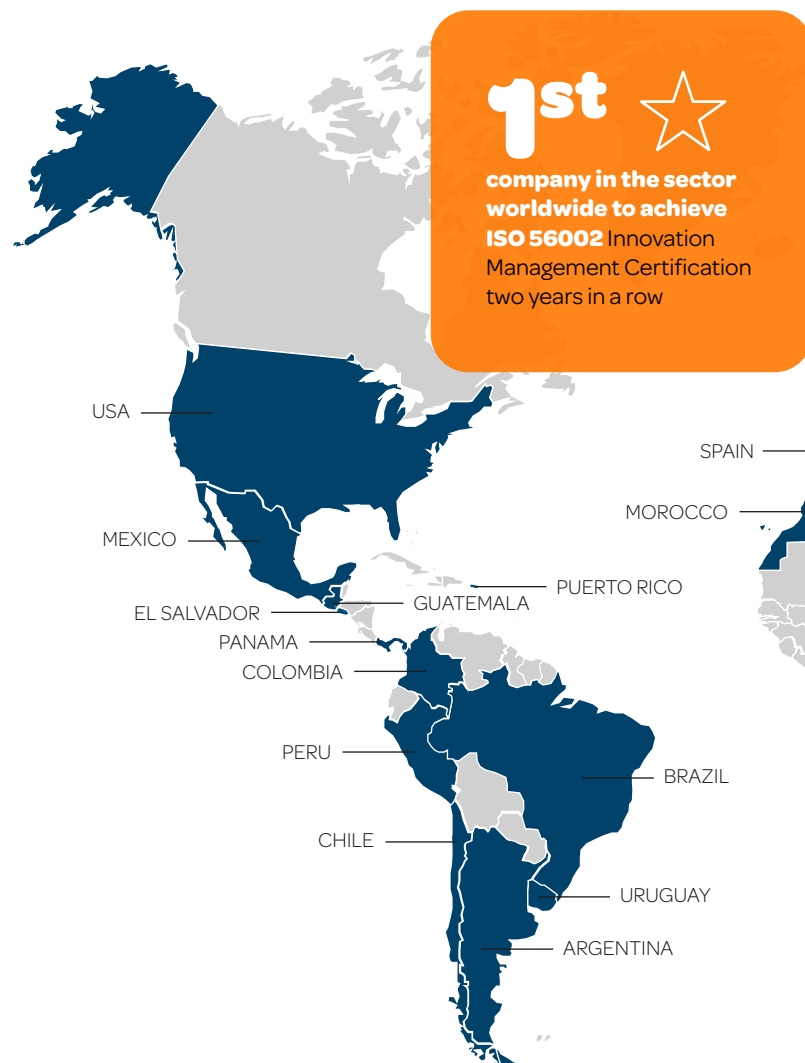 1st
company in the sector
worldwide to achieve
ISO 56002 Innovation
Management Certification
two years in a row
USA
SPAIN
MOROCCO
MEXICO
PUERTO RICO
GUATEMALA
EL SALVADOR
PANAMA
COLOMBIA
PERU
BRAZIL
CHILE
URUGUAY
ARGENTINA